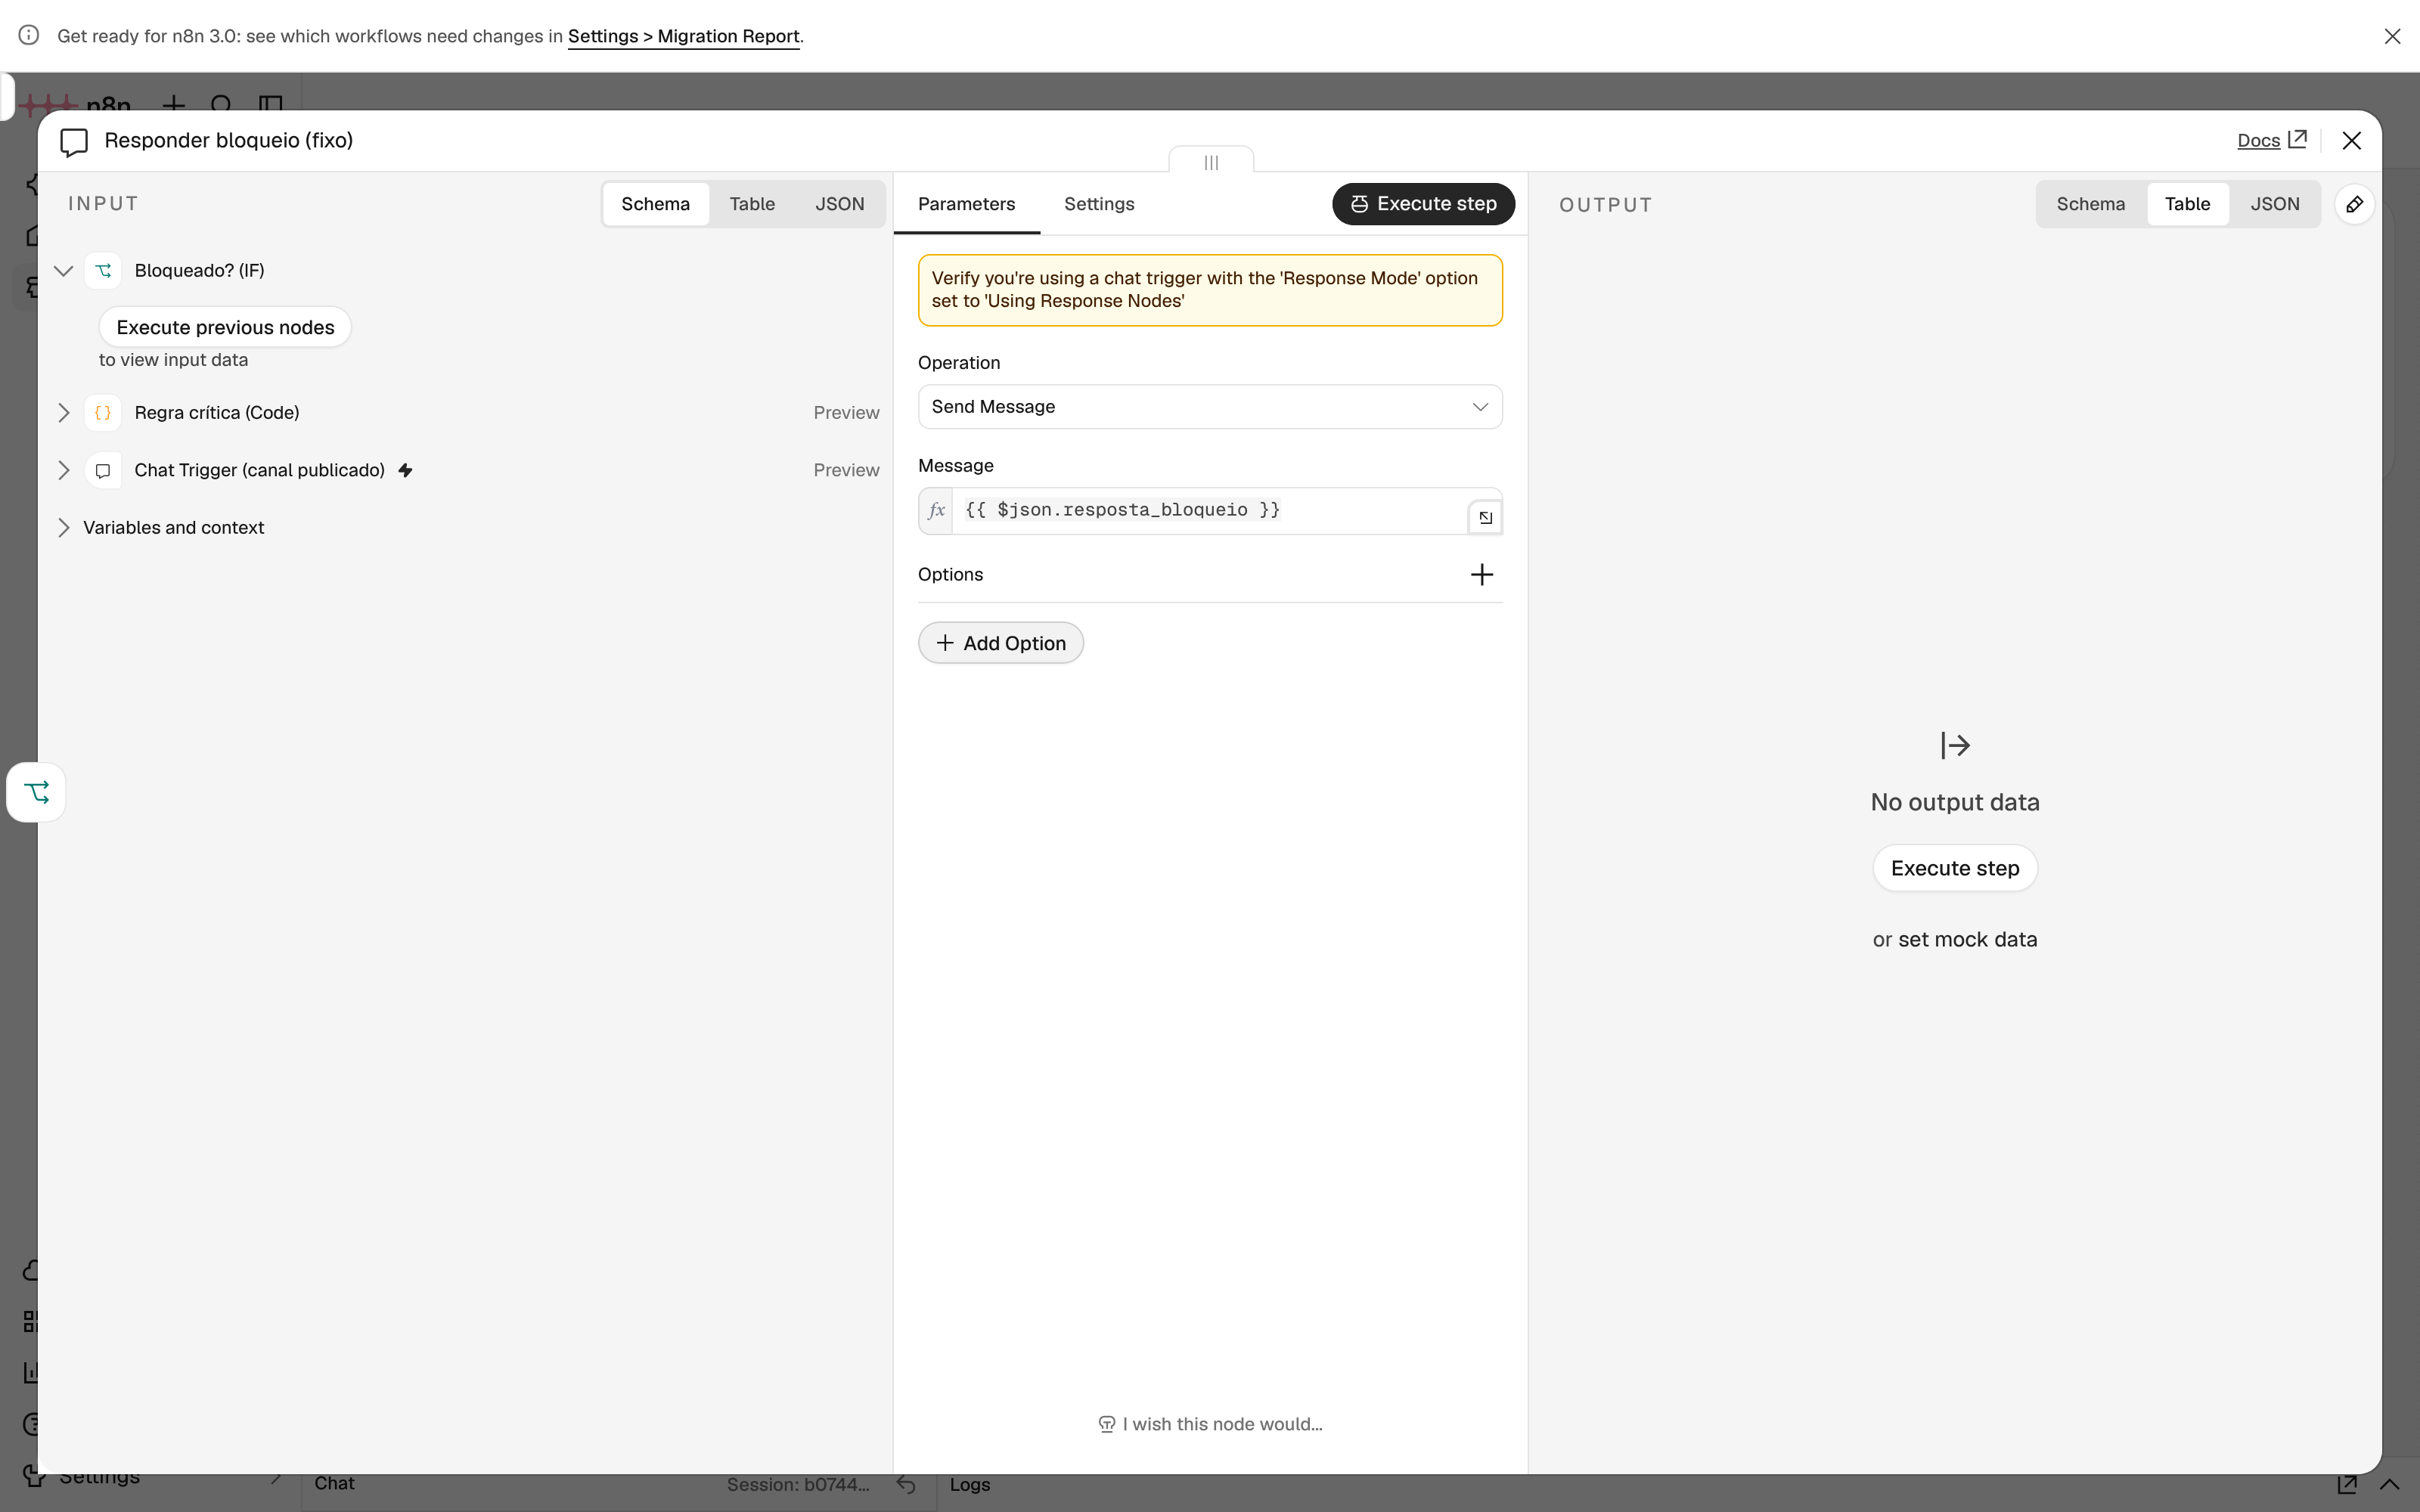 Get ready for n8n 3.0: see which workflows need changes in Settings > Migration Report.
n8n
Responder bloqueio (fixo)
Docs
INPUT
Schema
Table
JSON
Bloqueado? (IF)
Execute previous nodes
to view input data
Regra crítica (Code)
Preview
Chat Trigger (canal publicado)
Preview
Variables and context
Parameters
Settings
Execute step
Verify you're using a chat trigger with the 'Response Mode' option
set to 'Using Response Nodes'
Operation
Send Message
Message
fx
{{ $json.resposta_bloqueio }}
Options
Add Option
I wish this node would...
OUTPUT
Schema
Table
JSON
No output data
Execute step
or set mock data
Settings
Chat
Session: b0744...
Logs